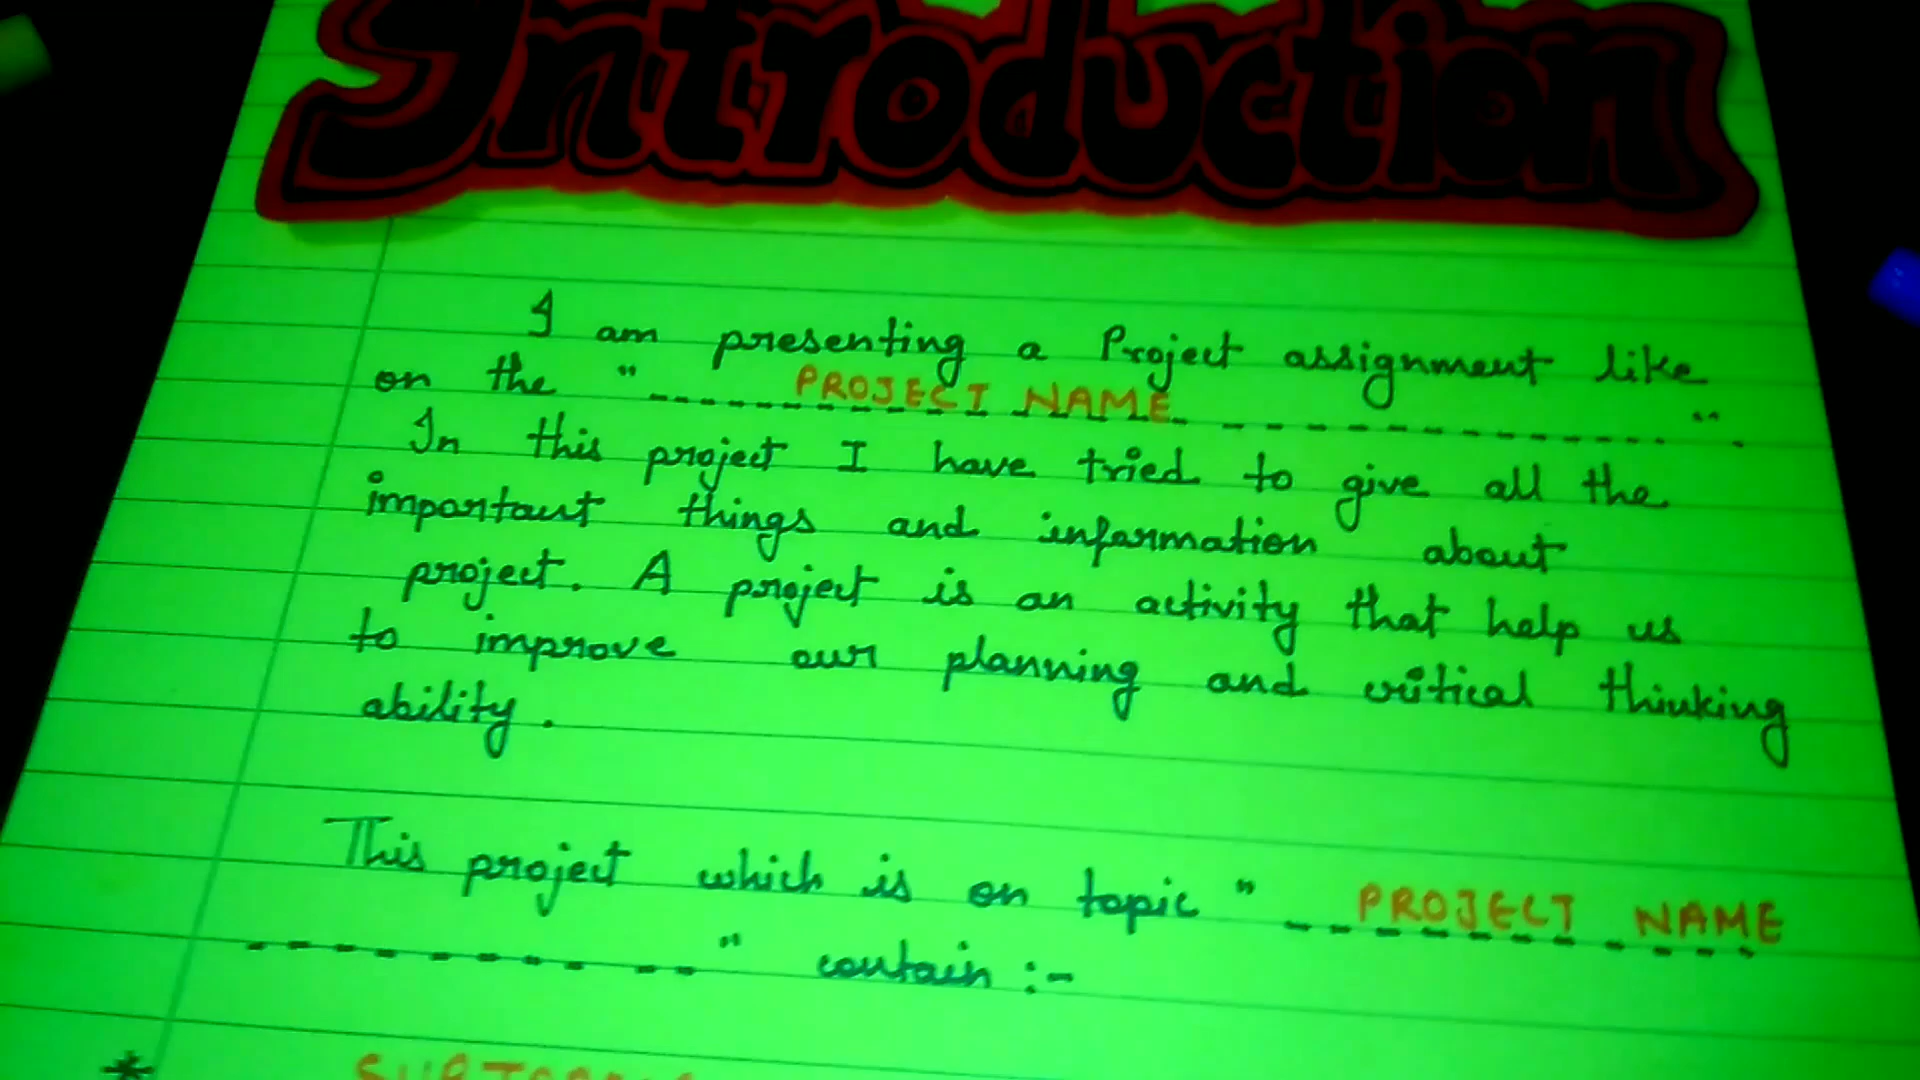 Introduction
I am presenting a Project assignment like
on the " PROJECT NAME ".
In this project I have tried to give all the
important things and information about
project. A project is an activity that help us
to improve our planning and critical thinking
ability.
This project which is on topic " PROJECT NAME
" contain :-
*